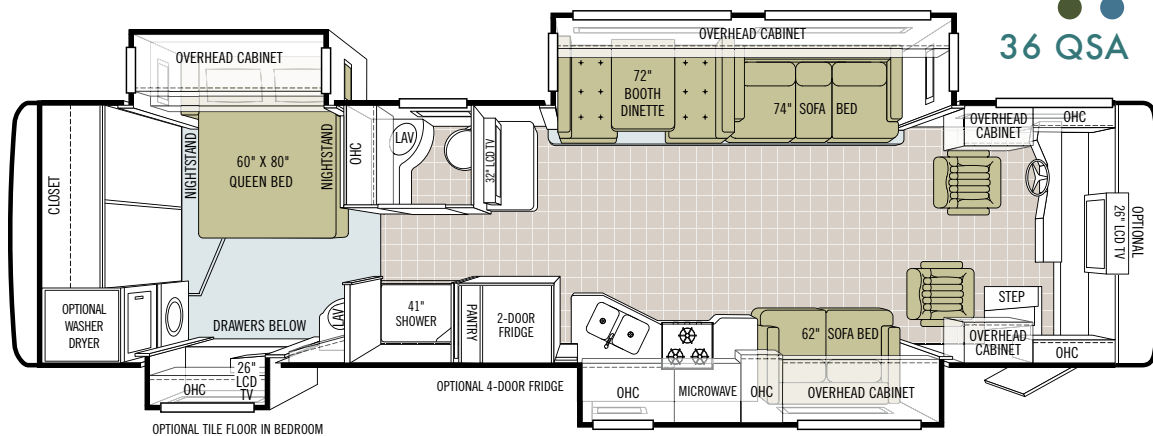 36 QSA
OVERHEAD CABINET
OVERHEAD CABINET
72"
BOOTH
DINETTE
74" SOFA BED
OVERHEAD
CABINET
OHC
CLOSET
NIGHTSTAND
60" X 80"
QUEEN BED
NIGHTSTAND
OHC
LAV
32" LCD TV
OPTIONAL
26" LCD TV
OPTIONAL
WASHER
DRYER
DRAWERS BELOW
LAV
41"
SHOWER
PANTRY
2-DOOR
FRIDGE
62" SOFA BED
STEP
OVERHEAD
CABINET
OHC
OHC
26"
LCD
TV
OPTIONAL 4-DOOR FRIDGE
OHC
MICROWAVE
OHC
OVERHEAD CABINET
OPTIONAL TILE FLOOR IN BEDROOM